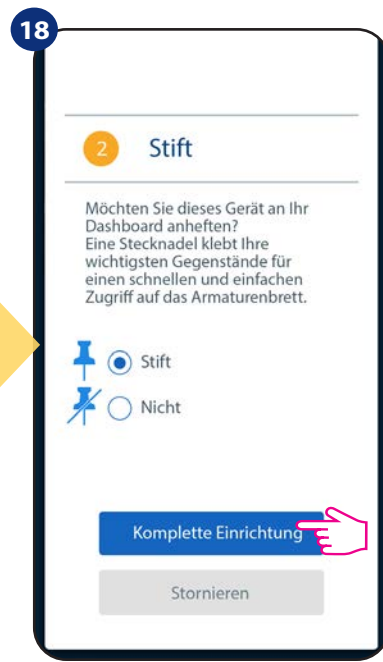 18
2 Stift
Möchten Sie dieses Gerät an Ihr
Dashboard anheften?
Eine Stecknadel klebt Ihre
wichtigsten Gegenstände für
einen schnellen und einfachen
Zugriff auf das Armaturenbrett.
Stift
Nicht
Komplette Einrichtung
Stornieren